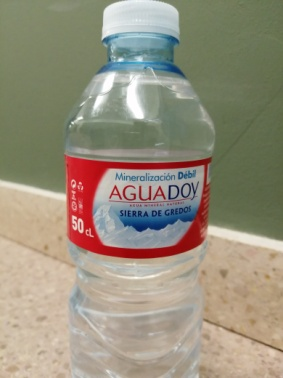 Mineralización Débil
AGUADOY
AGUA MINERAL NATURAL
SIERRA DE GREDOS
50 cL